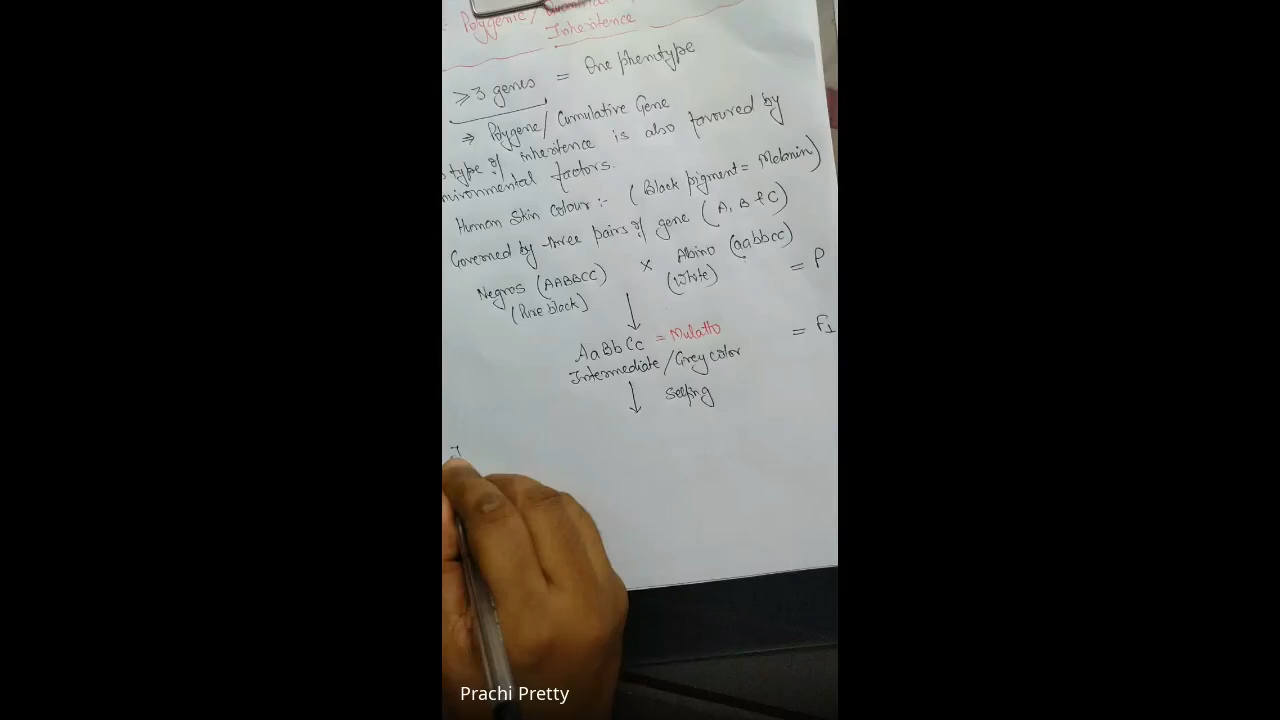 Polygenic/
Inheritence
⩾3 genes = One phenotype
⇒ Polygene/ Cumulative Gene
type of inheritence is also favoured by
nvironmental factors.
Human Skin Colour :- (Black pigment = Melanin)
Governed by three pairs of gene (A, B & C)
Negros (AABBCC) x Albino (aabbcc) = P
(Pure black) (White)
AaBbCc = Mulatto = F1
Intermediate/Grey color
Selfing
Prachi Pretty